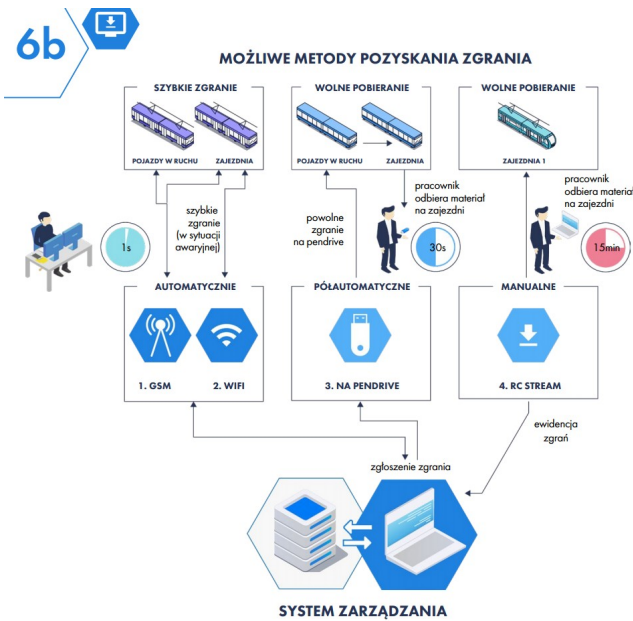 6b
MOŻLIWE METODY POZYSKANIA ZGRANIA
SZYBKIE ZGRANIE
POJAZDY W RUCHU
ZAJEZDNIA
WOLNE POBIERANIE
POJAZDY W RUCHU
ZAJEZDNIA
WOLNE POBIERANIE
ZAJEZDNIA 1
1s
szybkie
zgranie
(w sytuacji
awaryjnej)
powolne
zgranie
na pendrive
pracownik
odbiera materiał
na zajezdni
30s
pracownik
odbiera materiał
na zajezdni
15min
AUTOMATYCZNIE
1. GSM
2. WIFI
PÓŁAUTOMATYCZNE
3. NA PENDRIVE
MANUALNE
4. RC STREAM
zgłoszenie zgrania
ewidencja
zgrań
SYSTEM ZARZĄDZANIA